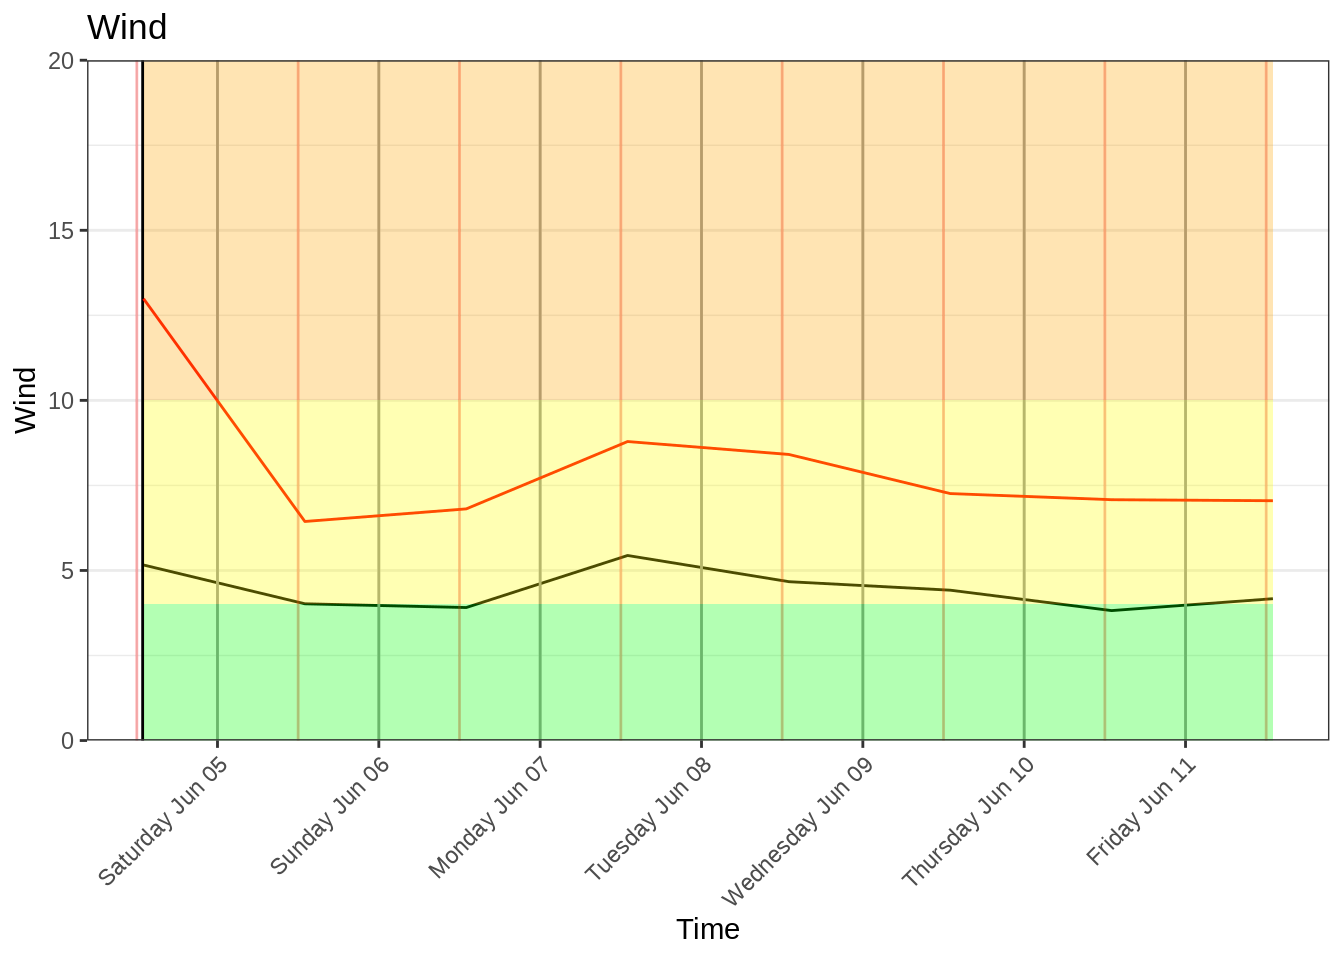 Wind
20
15
10
5
0
Wind
Saturday Jun 05
Sunday Jun 06
Monday Jun 07
Tuesday Jun 08
Wednesday Jun 09
Thursday Jun 10
Friday Jun 11
Time